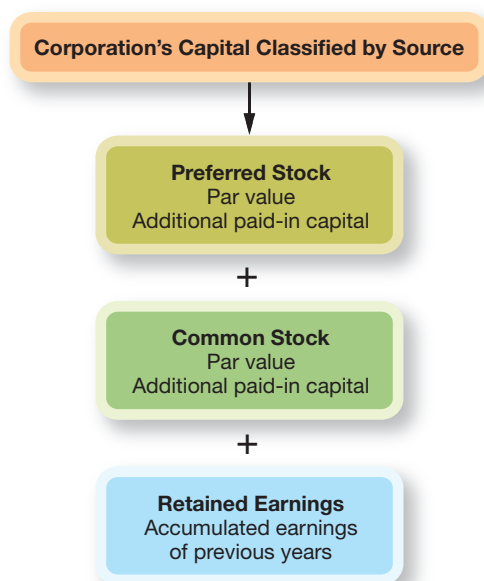 Corporation’s Capital Classified by Source
Preferred Stock
Par value
Additional paid-in capital
+
Common Stock
Par value
Additional paid-in capital
+
Retained Earnings
Accumulated earnings
of previous years